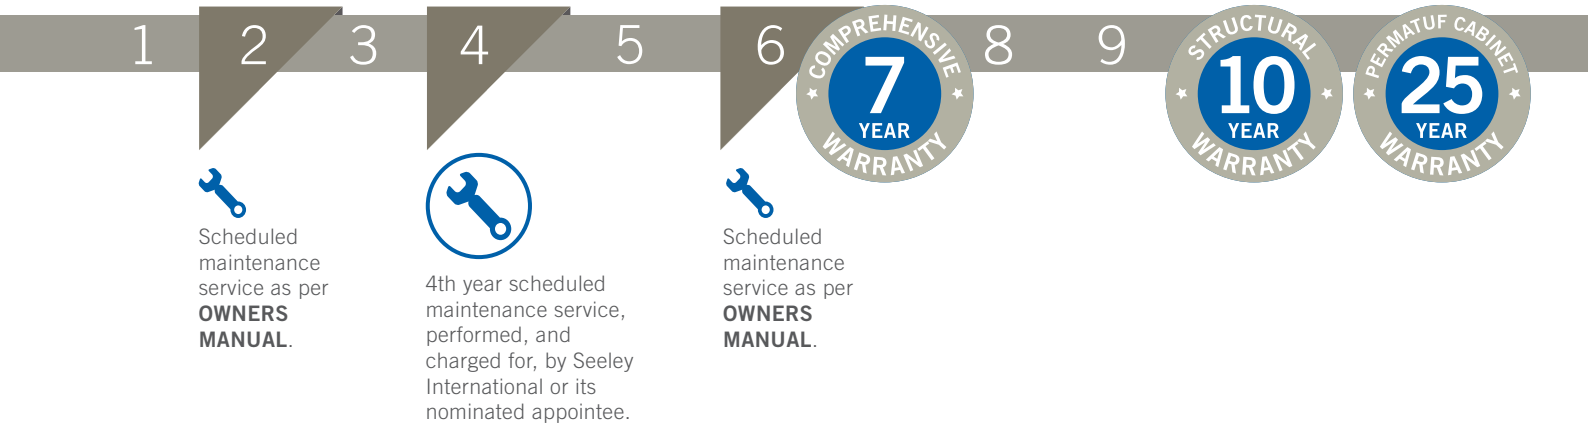 1 2 3 4 5 6 8 9
COMPREHENSIVE
7
YEAR
WARRANTY
STRUCTURAL
10
YEAR
WARRANTY
PERMATUF CABINET
25
YEAR
WARRANTY
Scheduled
maintenance
service as per
OWNERS
MANUAL.
4th year scheduled
maintenance service,
performed, and
charged for, by Seeley
International or its
nominated appointee.
Scheduled
maintenance
service as per
OWNERS
MANUAL.